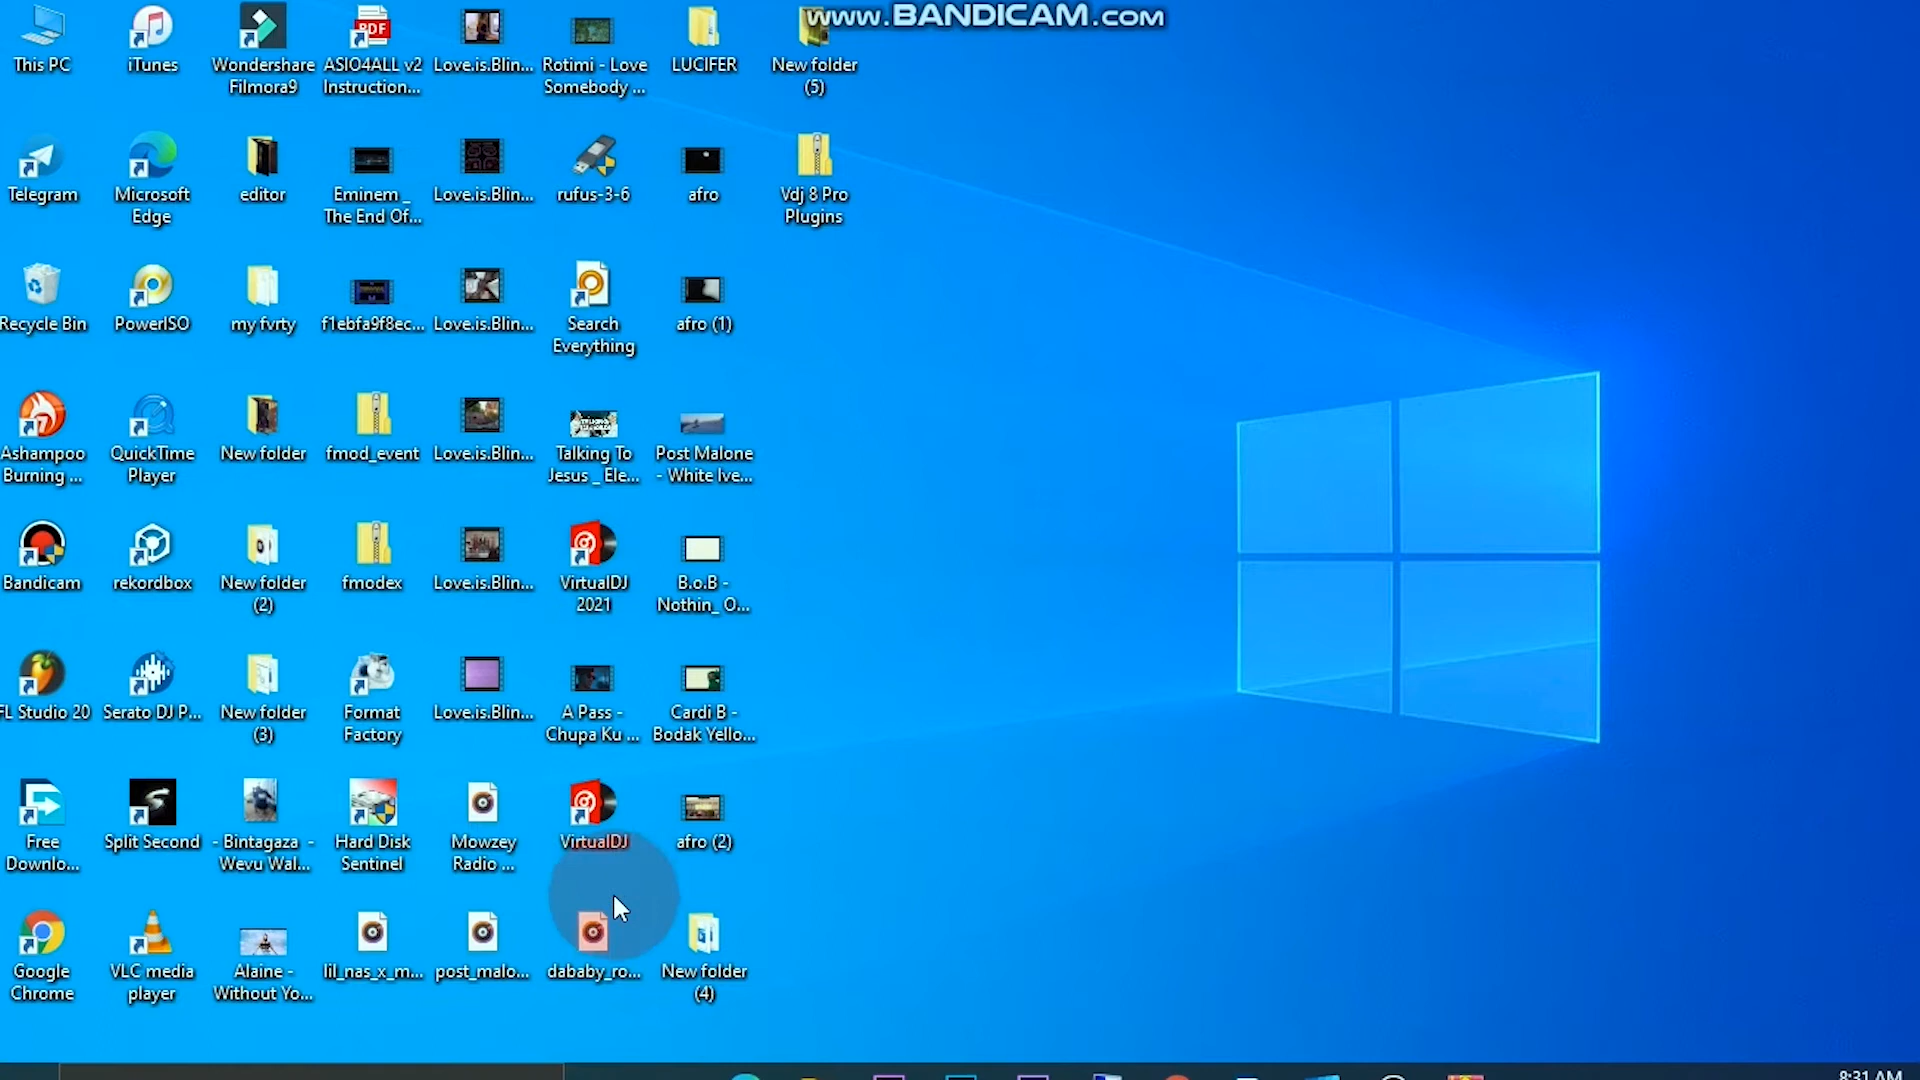 www.BANDICAM.com
This PC
iTunes
Wondershare
Filmora9
PDF
ASIO4ALL v2
Instruction...
Love.is.Blin...
Rotimi - Love
Somebody ...
LUCIFER
New folder
(5)
Telegram
Microsoft
Edge
editor
Eminem _
The End Of...
Love.is.Blin...
rufus-3-6
afro
Vdj 8 Pro
Plugins
Recycle Bin
PowerISO
my fvrty
f1ebfa9f8ec...
Love.is.Blin...
Search
Everything
afro (1)
Ashampoo
Burning ...
QuickTime
Player
New folder
fmod_event
Love.is.Blin...
Talking To
Jesus _ Ele...
Post Malone
- White Ive...
Bandicam
rekordbox
New folder
(2)
fmodex
Love.is.Blin...
VirtualDJ
2021
B.o.B -
Nothin_ O...
FL Studio 20
Serato DJ P...
New folder
(3)
Format
Factory
Love.is.Blin...
A Pass -
Chupa Ku ...
Cardi B -
Bodak Yello...
Free
Downlo...
Split Second
- Bintagaza -
Wevu Wal...
Hard Disk
Sentinel
Mowzey
Radio ...
VirtualDJ
afro (2)
Google
Chrome
VLC media
player
Alaine -
Without Yo...
lil_nas_x_m...
post_malo...
dababy_ro...
New folder
(4)
8:31 AM